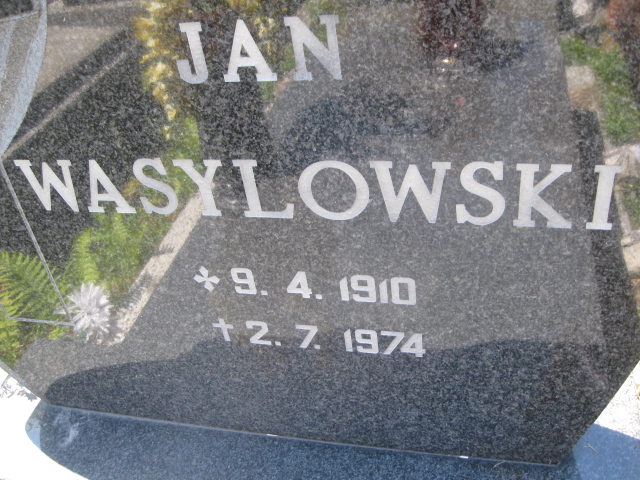 JAN
WASYLOWSKI
* 9. 4. 1910
† 2. 7. 1974